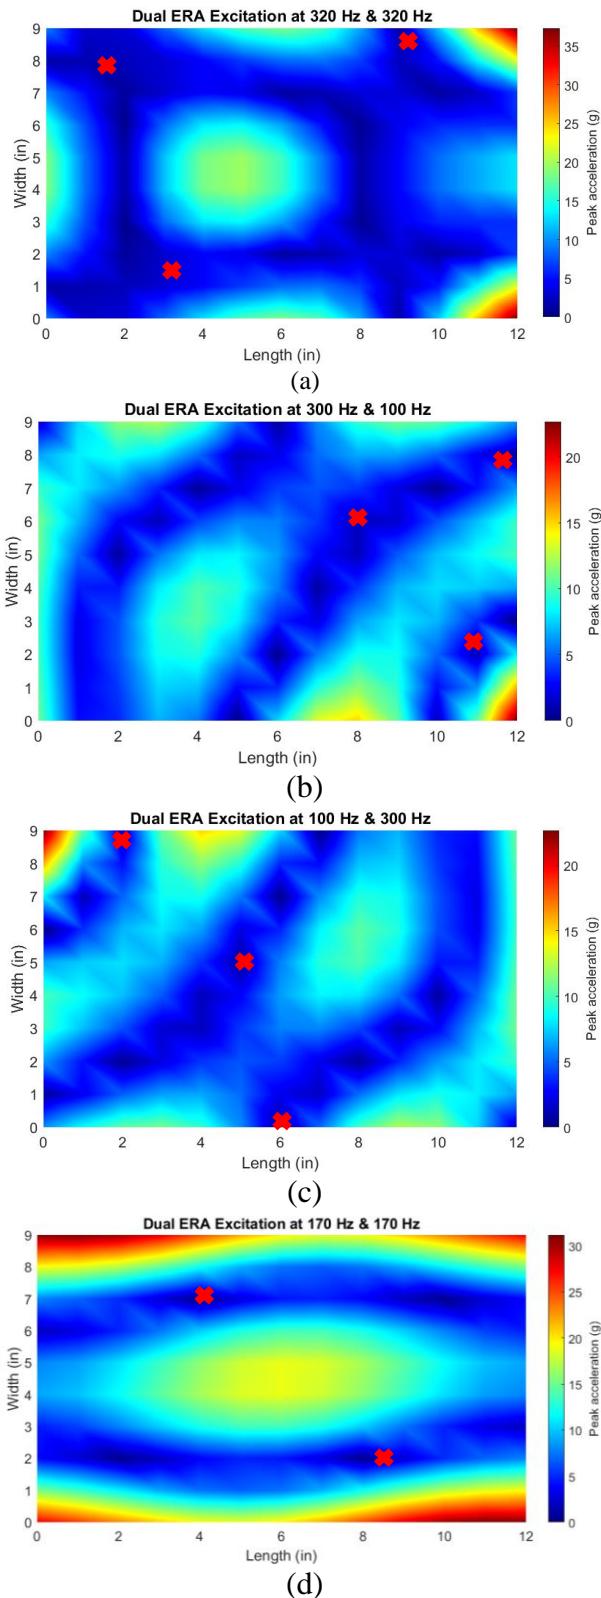 Dual ERA Excitation at 320 Hz & 320 Hz
9
8
7
6
5
4
3
2
1
0
Width (in)
0 2 4 6 8 10 12
Length (in)
35
30
25
20
15
10
5
0
Peak acceleration (g)
(a)
Dual ERA Excitation at 300 Hz & 100 Hz
9
8
7
6
5
4
3
2
1
0
Width (in)
0 2 4 6 8 10 12
Length (in)
20
15
10
5
0
Peak acceleration (g)
(b)
Dual ERA Excitation at 100 Hz & 300 Hz
9
8
7
6
5
4
3
2
1
0
Width (in)
0 2 4 6 8 10 12
Length (in)
20
15
10
5
0
Peak acceleration (g)
(c)
Dual ERA Excitation at 170 Hz & 170 Hz
9
8
7
6
5
4
3
2
1
0
Width (in)
0 2 4 6 8 10 12
Length (in)
30
25
20
15
10
5
0
Peak acceleration (g)
(d)